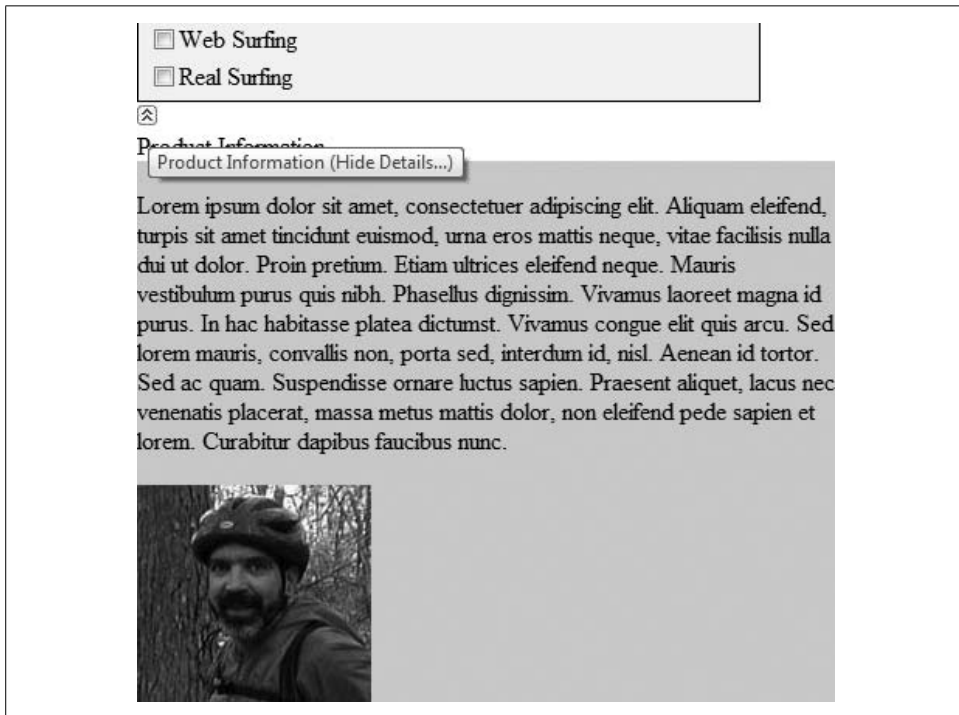 Web Surfing
Real Surfing
Product Information
Product Information (Hide Details...)
Lorem ipsum dolor sit amet, consectetuer adipiscing elit. Aliquam eleifend,
turpis sit amet tincidunt euismod, urna eros mattis neque, vitae facilisis nulla
dui ut dolor. Proin pretium. Etiam ultrices eleifend neque. Mauris
vestibulum purus quis nibh. Phasellus dignissim. Vivamus laoreet magna id
purus. In hac habitasse platea dictumst. Vivamus congue elit quis arcu. Sed
lorem mauris, convallis non, porta sed, interdum id, nisl. Aenean id tortor.
Sed ac quam. Suspendisse ornare luctus sapien. Praesent aliquet, lacus nec
venenatis placerat, massa metus mattis dolor, non eleifend pede sapien et
lorem. Curabitur dapibus faucibus nunc.